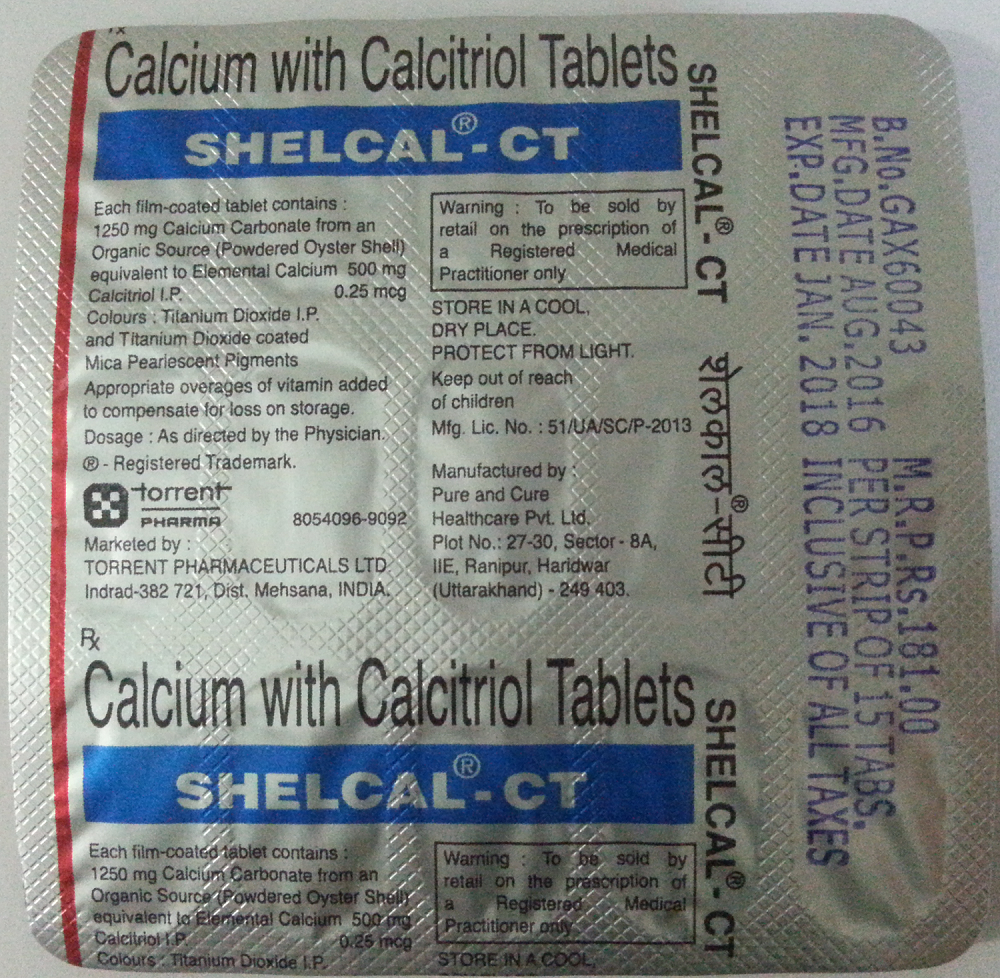 Rx
Calcium with Calcitriol Tablets
SHELCAL®-CT
Each film-coated tablet contains :
1250 mg Calcium Carbonate from an
Organic Source (Powdered Oyster Shell)
equivalent to Elemental Calcium 500 mg
Calcitriol I.P. 0.25 mcg
Colours : Titanium Dioxide I.P.
and Titanium Dioxide coated
Mica Pearlescent Pigments
Appropriate overages of vitamin added
to compensate for loss on storage.
Dosage : As directed by the Physician.
® - Registered Trademark.
torrent
PHARMA 8054096-9092
Marketed by :
TORRENT PHARMACEUTICALS LTD
Indrad-382 721, Dist. Mehsana, INDIA.
Warning : To be sold by
retail on the prescription of
a Registered Medical
Practitioner only
STORE IN A COOL,
DRY PLACE.
PROTECT FROM LIGHT.
Keep out of reach
of children
Mfg. Lic. No. : 51/UA/SC/P-2013
Manufactured by :
Pure and Cure
Healthcare Pvt. Ltd.
Plot No.: 27-30, Sector - 8A,
IIE, Ranipur, Haridwar
(Uttarakhand) - 249 403.
SHELCAL®-CT शेलकाल®-सीटी
B.No.GAX60043 M.R.P.RS.181.00
MFG.DATE AUG.2016 PER STRIP OF 15 TABS.
EXP.DATE JAN.2018 INCLUSIVE OF ALL TAXES
Rx
Calcium with Calcitriol Tablets
SHELCAL®-CT
Each film-coated tablet contains :
1250 mg Calcium Carbonate from an
Organic Source (Powdered Oyster Shell)
equivalent to Elemental Calcium 500 mg
Calcitriol I.P. 0.25 mcg
Colours : Titanium Dioxide I.P.
Warning : To be sold by
retail on the prescription of
a Registered Medical
Practitioner only
STORE IN A COOL,
SHELCAL®-CT